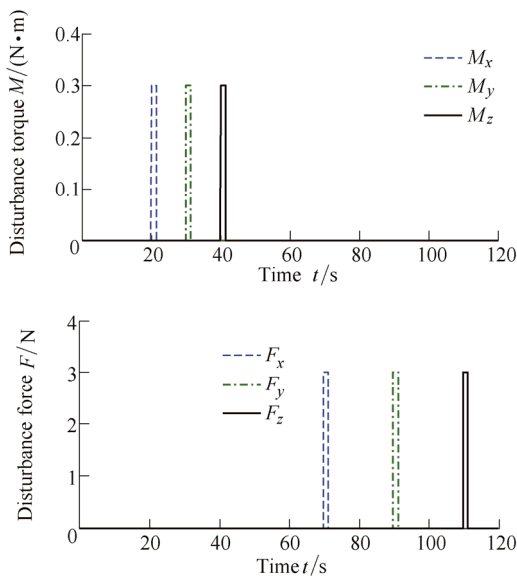 Disturbance torque M/(N•m)
0.4
0.3
0.2
0.1
0
20 40 60 80 100 120
Time t/s
Mx
My
Mz
Disturbance force F/N
4
3
2
1
0
20 40 60 80 100 120
Time t/s
Fx
Fy
Fz